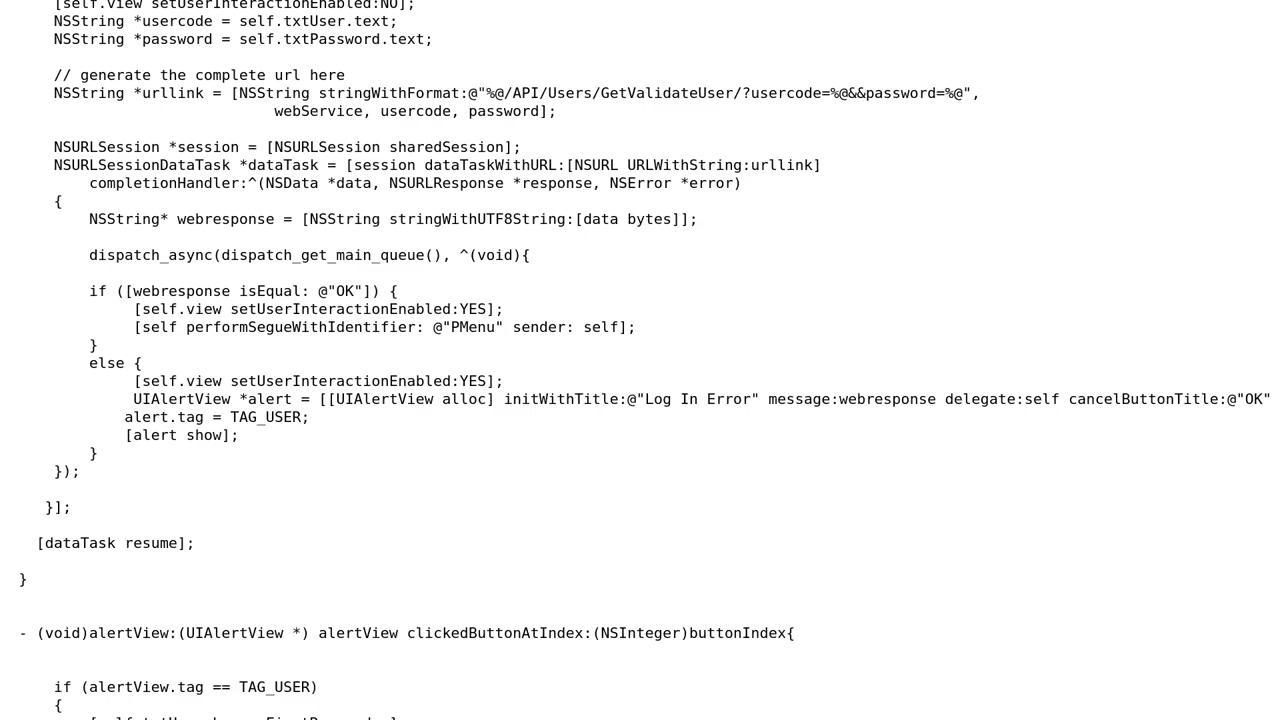 [self.view setUserInteractionEnabled:NO];
NSString *usercode = self.txtUser.text;
NSString *password = self.txtPassword.text;
// generate the complete url here
NSString *urllink = [NSString stringWithFormat:@"%@/API/Users/GetValidateUser/?usercode=%@&&password=%@",
webService, usercode, password];
NSURLSession *session = [NSURLSession sharedSession];
NSURLSessionDataTask *dataTask = [session dataTaskWithURL:[NSURL URLWithString:urllink]
completionHandler:^(NSData *data, NSURLResponse *response, NSError *error)
{
NSString* webresponse = [NSString stringWithUTF8String:[data bytes]];
dispatch_async(dispatch_get_main_queue(), ^(void){
if ([webresponse isEqual: @"OK"]) {
[self.view setUserInteractionEnabled:YES];
[self performSegueWithIdentifier: @"PMenu" sender: self];
}
else {
[self.view setUserInteractionEnabled:YES];
UIAlertView *alert = [[UIAlertView alloc] initWithTitle:@"Log In Error" message:webresponse delegate:self cancelButtonTitle:@"OK"
alert.tag = TAG_USER;
[alert show];
}
});
}];
[dataTask resume];
}
- (void)alertView:(UIAlertView *) alertView clickedButtonAtIndex:(NSInteger)buttonIndex{
if (alertView.tag == TAG_USER)
{